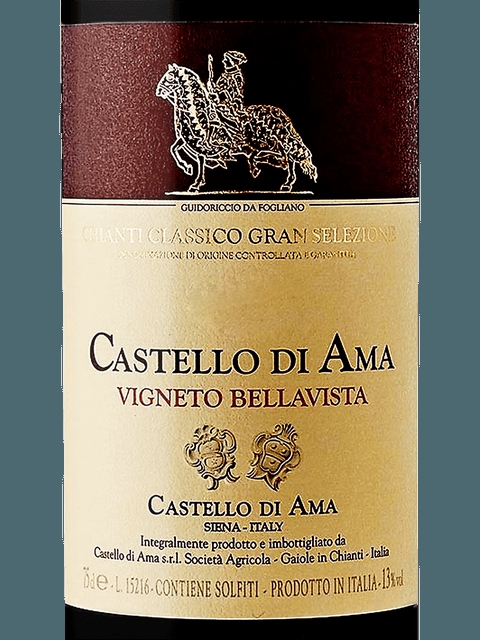 GUIDORICCIO DA FOGLIANO
CHIANTI CLASSICO GRAN SELEZIONE
DENOMINAZIONE DI ORIGINE CONTROLLATA E GARANTITA
CASTELLO DI AMA
VIGNETO BELLAVISTA
CASTELLO DI AMA
SIENA - ITALY
Integralmente prodotto e imbottigliato da
Castello di Ama s.r.l. Società Agricola - Gaiole in Chianti - Italia
75cl e - L. 15216 - CONTIENE SOLFITI - PRODOTTO IN ITALIA - 13% vol